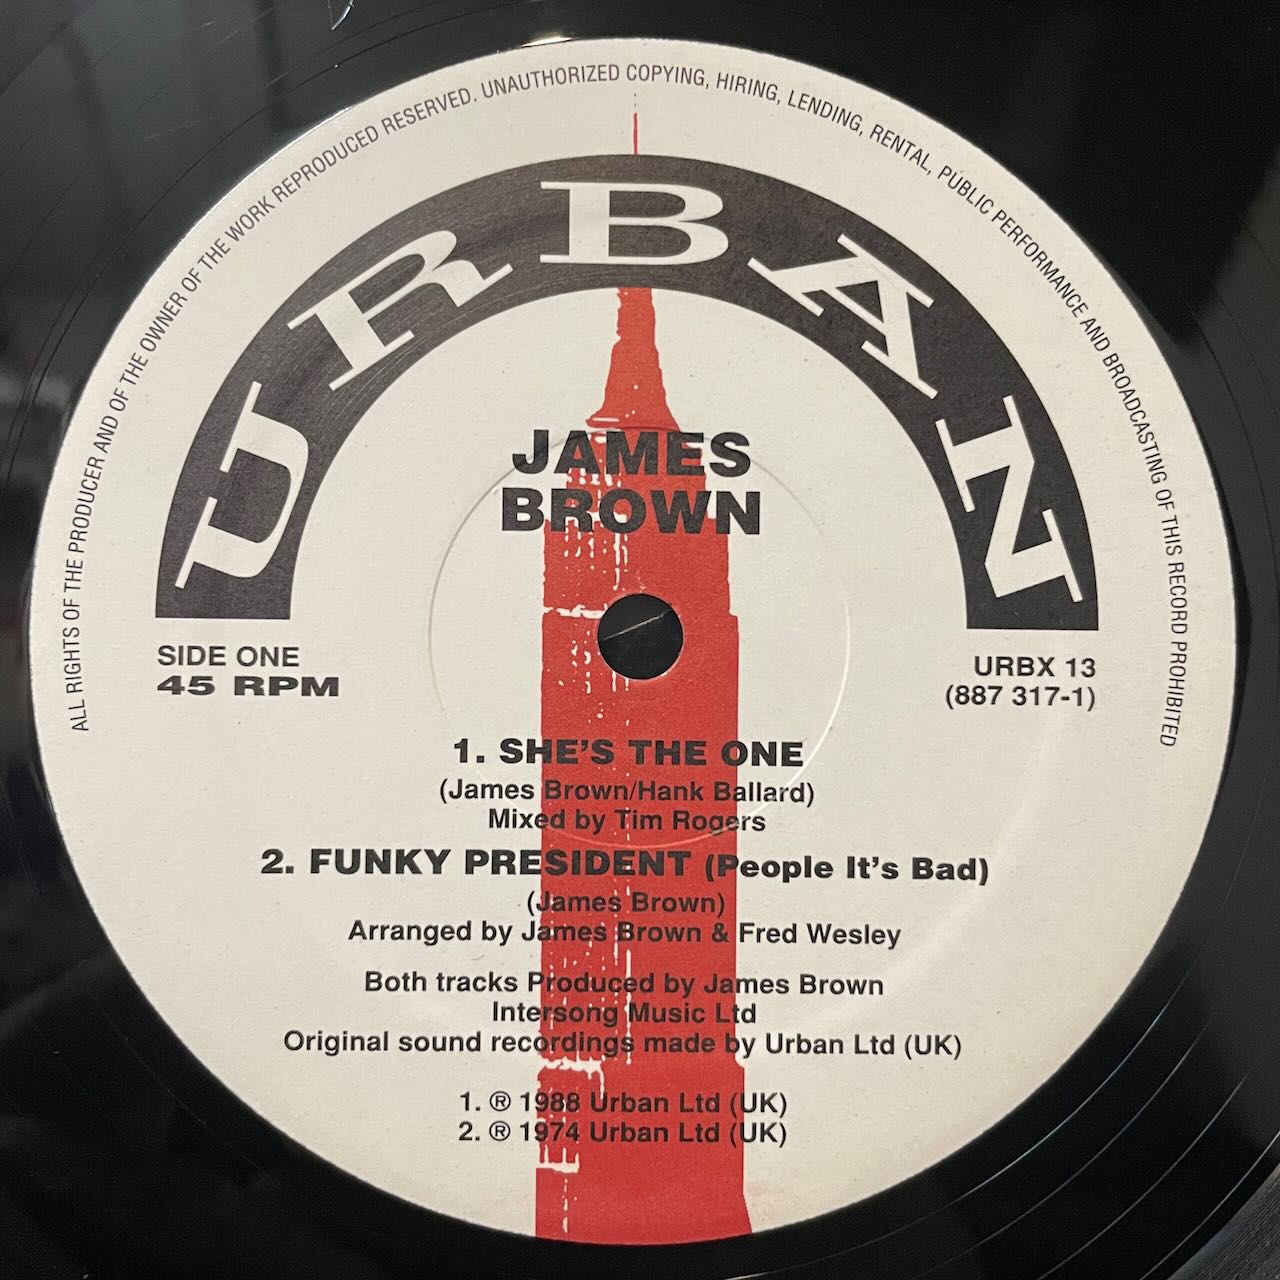 ALL RIGHTS OF THE PRODUCER AND OF THE OWNER OF THE WORK REPRODUCED RESERVED. UNAUTHORIZED COPYING, HIRING, LENDING, RENTAL, PUBLIC PERFORMANCE AND BROADCASTING OF THIS RECORD PROHIBITED
URBAN
JAMES
BROWN
SIDE ONE
45 RPM
URBX 13
(887 317-1)
1. SHE'S THE ONE
(James Brown/Hank Ballard)
Mixed by Tim Rogers
2. FUNKY PRESIDENT (People It's Bad)
(James Brown)
Arranged by James Brown & Fred Wesley
Both tracks Produced by James Brown
Intersong Music Ltd
Original sound recordings made by Urban Ltd (UK)
1. ® 1988 Urban Ltd (UK)
2. ® 1974 Urban Ltd (UK)